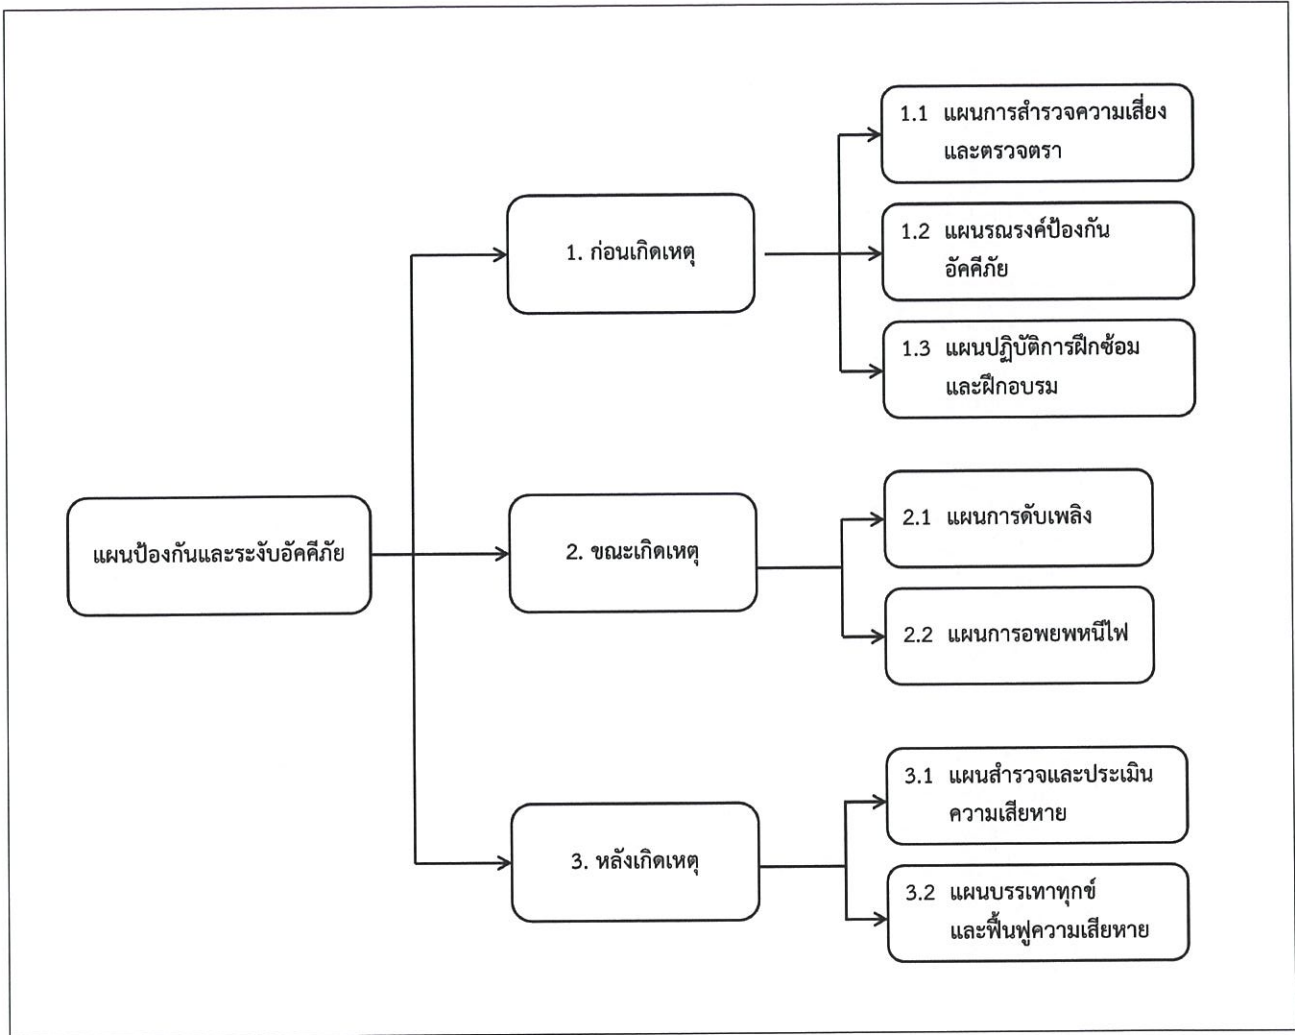 แผนป้องกันและระงับอัคคีภัย
1. ก่อนเกิดเหตุ
1.1 แผนการสำรวจความเสี่ยง
และตรวจตรา
1.2 แผนรณรงค์ป้องกัน
อัคคีภัย
1.3 แผนปฏิบัติการฝึกซ้อม
และฝึกอบรม
2. ขณะเกิดเหตุ
2.1 แผนการดับเพลิง
2.2 แผนการอพยพหนีไฟ
3. หลังเกิดเหตุ
3.1 แผนสำรวจและประเมิน
ความเสียหาย
3.2 แผนบรรเทาทุกข์
และฟื้นฟูความเสียหาย